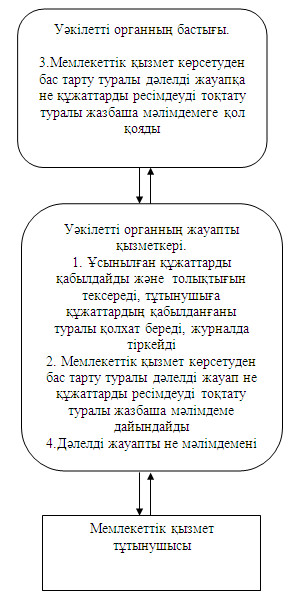 Уәкілетті органның бастығы.
3.Мемлекеттік қызмет көрсетуден
бас тарту туралы дәлелді жауапқа
не құжаттарды ресімдеуді тоқтату
туралы жазбаша мәлімдемеге қол
қояды
Уәкілетті органның жауапты
қызметкері.
1. Ұсынылған құжаттарды
қабылдайды және толықтығын
тексереді, тұтынушыға
құжаттардың қабылданғаны
туралы қолхат береді, журналда
тіркейді
2. Мемлекеттік қызмет көрсетуден
бас тарту туралы дәлелді жауап не
құжаттарды ресімдеуді тоқтату
туралы жазбаша мәлімдеме
дайындайды
4.Дәлелді жауапты не мәлімдемені
Мемлекеттік қызмет
тұтынушысы